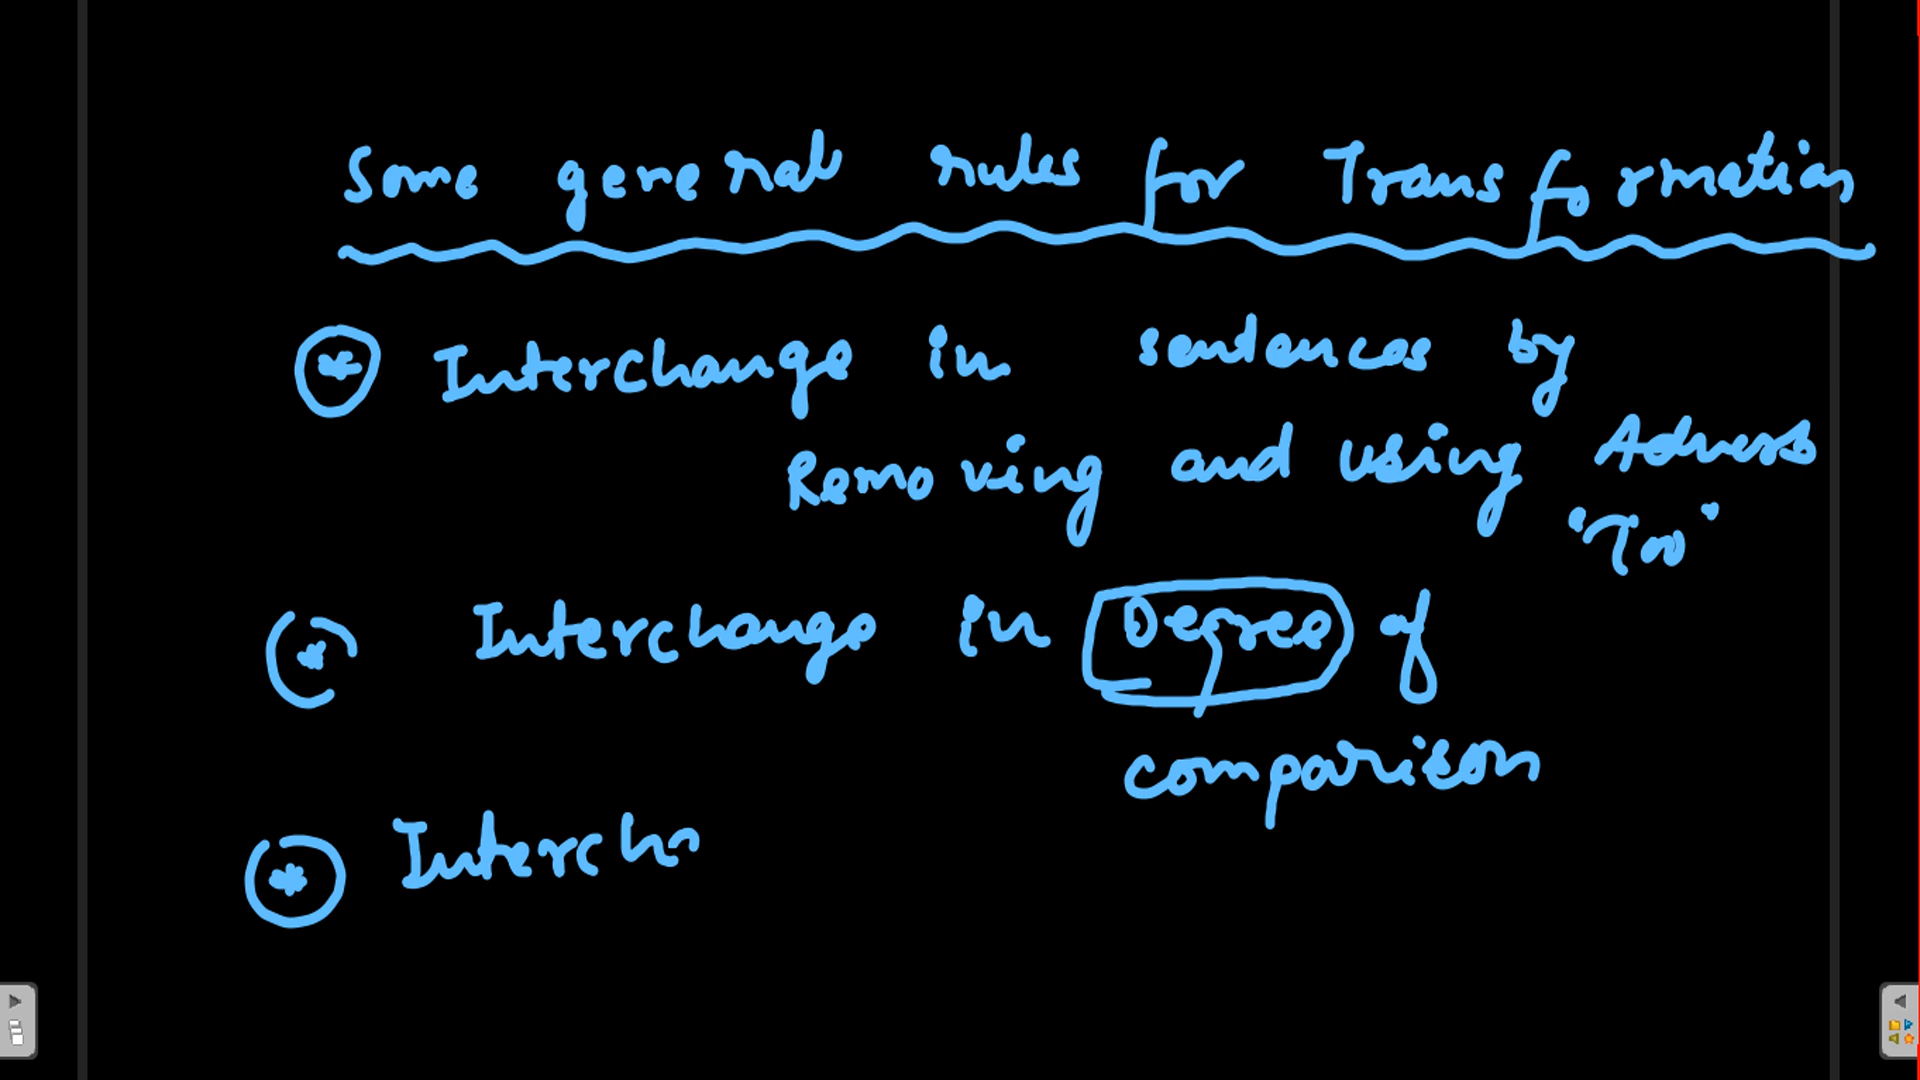 Some general rules for Transformation
* Interchange in sentences by
Removing and using Adverb
"Too"
* Interchange in Degree of
comparison
* Interch